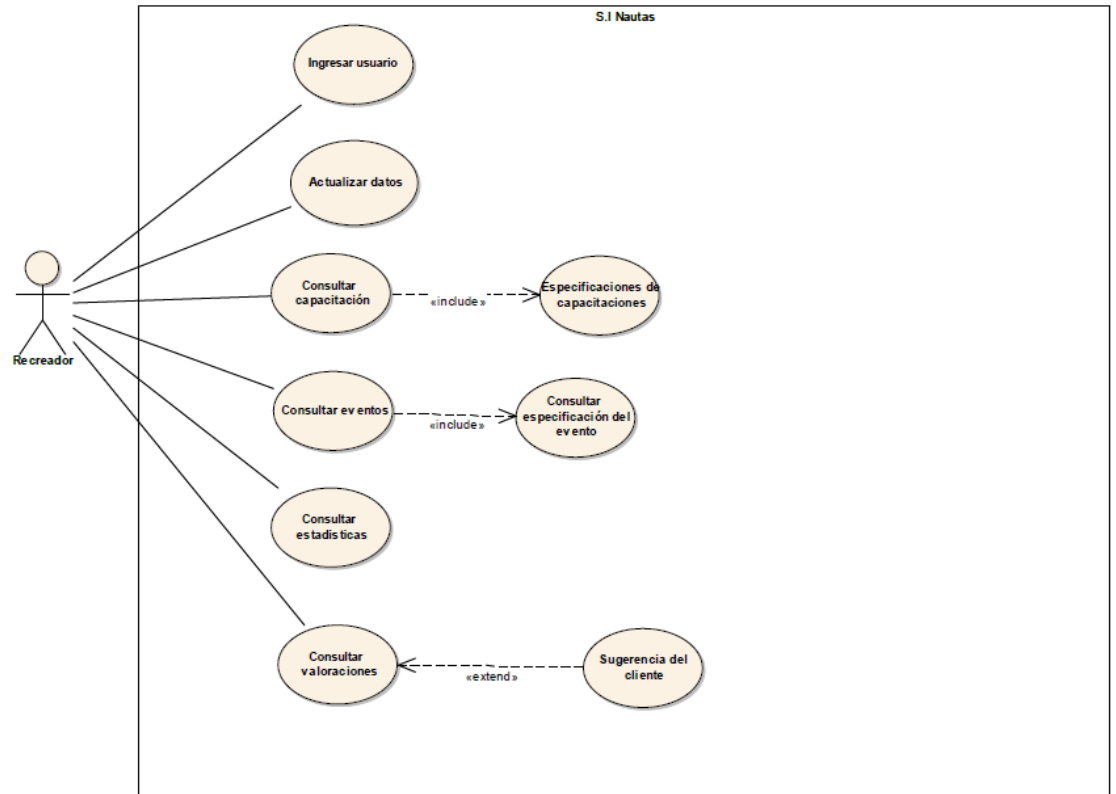 S.I Nautas
Ingresar usuario
Actualizar datos
Consultar
capacitación
«include»
Especificaciones de
capacitaciones
Recreador
Consultar eventos
«include»
Consultar
especificación del
evento
Consultar
estadisticas
Consultar
valoraciones
«extend»
Sugerencia del
cliente